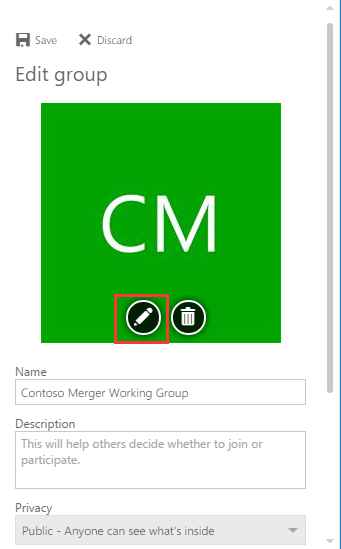 Save Discard
Edit group
CM
Name
Contoso Merger Working Group
Description
This will help others decide whether to join or
participate.
Privacy
Public - Anyone can see what's inside